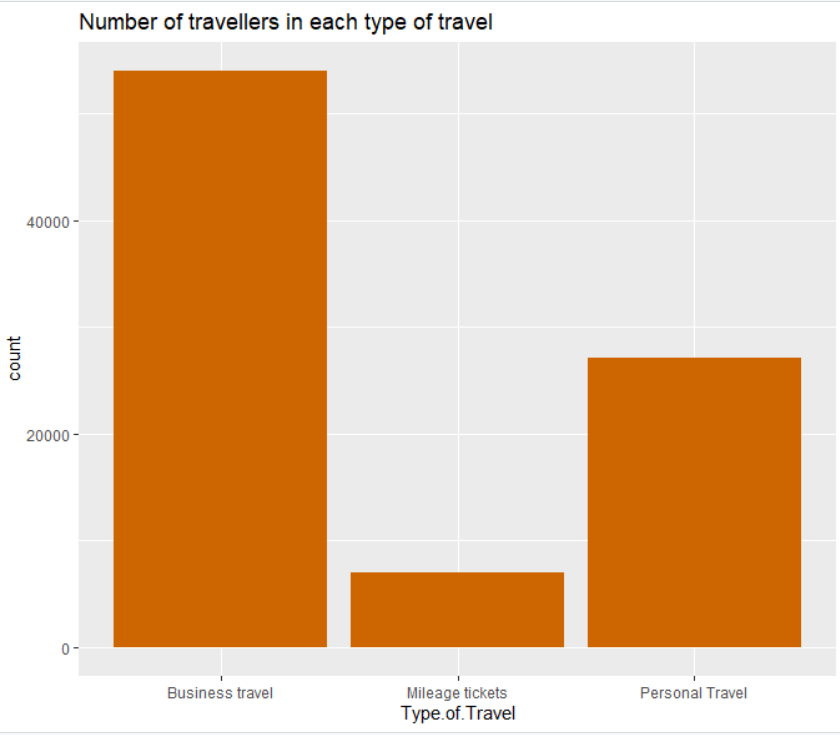 Number of travellers in each type of travel
40000
20000
0
count
Business travel
Mileage tickets
Personal Travel
Type.of.Travel